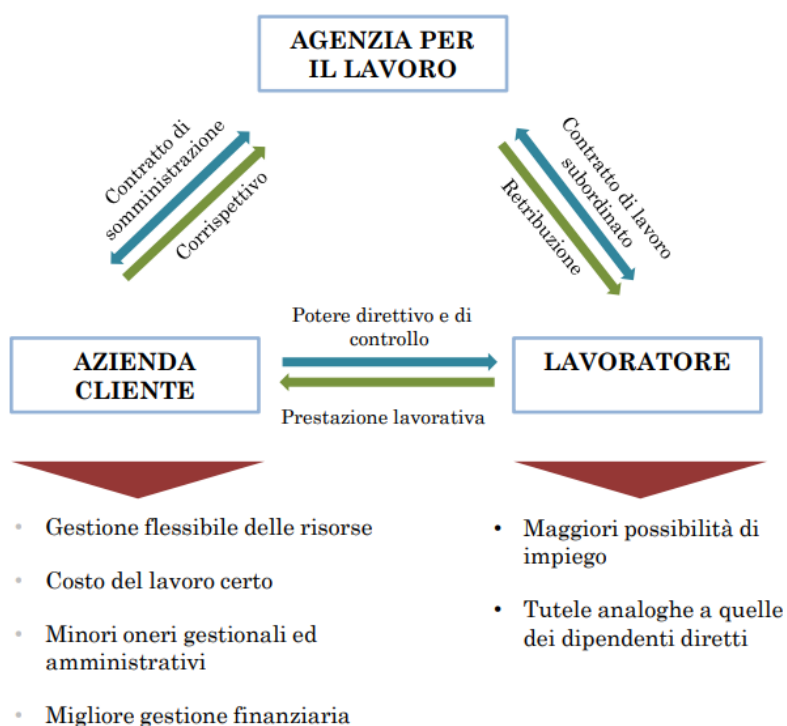 AGENZIA PER
IL LAVORO
Contratto di
somministrazione
Corrispettivo
Contratto di lavoro
subordinato
Retribuzione
Potere direttivo e di
controllo
AZIENDA
CLIENTE
LAVORATORE
Prestazione lavorativa
Gestione flessibile delle risorse
Costo del lavoro certo
Minori oneri gestionali ed
amministrativi
Migliore gestione finanziaria
Maggiori possibilità di
impiego
Tutele analoghe a quelle
dei dipendenti diretti